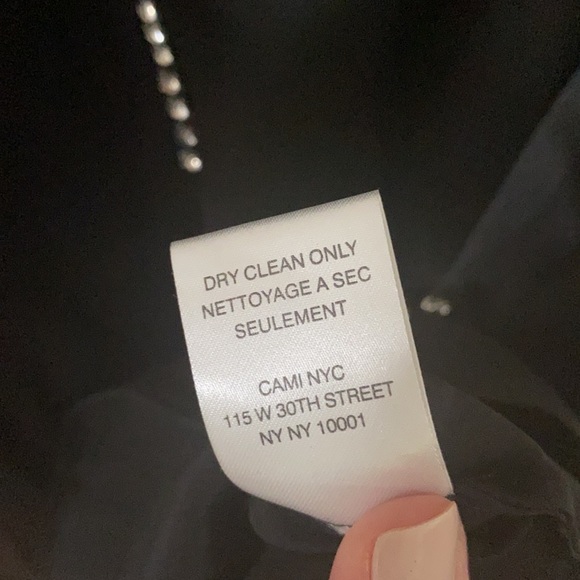 DRY CLEAN ONLY
NETTOYAGE A SEC
SEULEMENT
CAMI NYC
115 W 30TH STREET
NY NY 10001